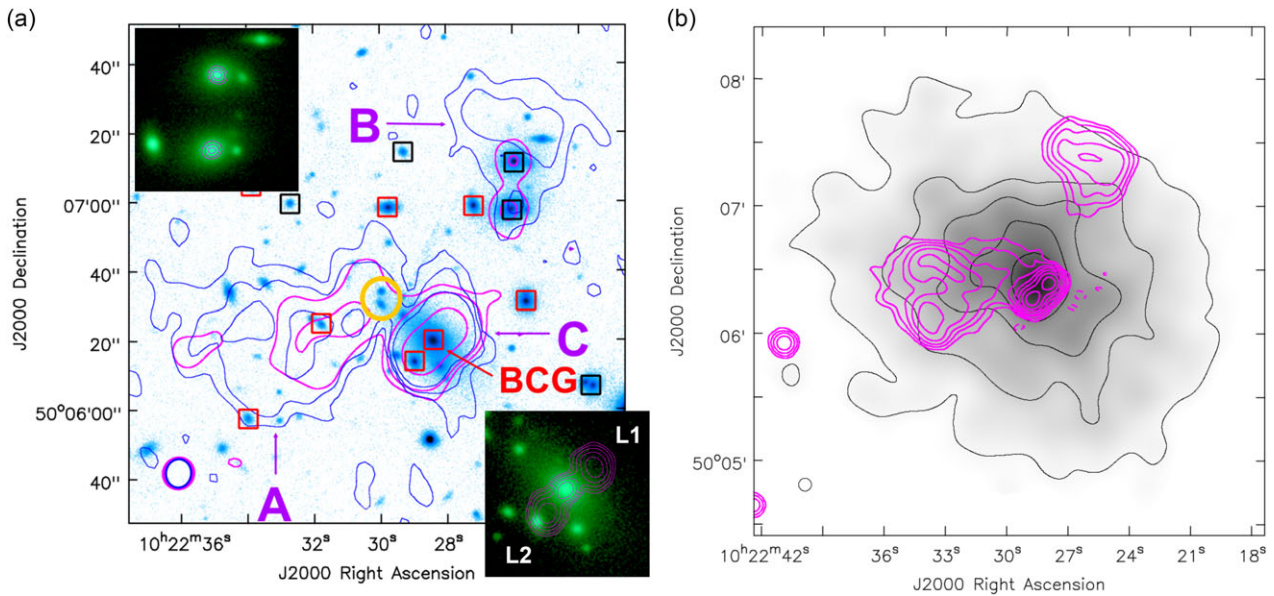 (a)
40''
B
20''
07'00''
40''
C
20''
BCG
50°06'00''
L1
A
40''
L2
10ʰ22ᵐ36ˢ
32ˢ
30ˢ
28ˢ
J2000 Right Ascension
J2000 Declination
(b)
08'
07'
06'
50°05'
10ʰ22ᵐ42ˢ
36ˢ
33ˢ
30ˢ
27ˢ
24ˢ
21ˢ
18ˢ
J2000 Right Ascension
J2000 Declination